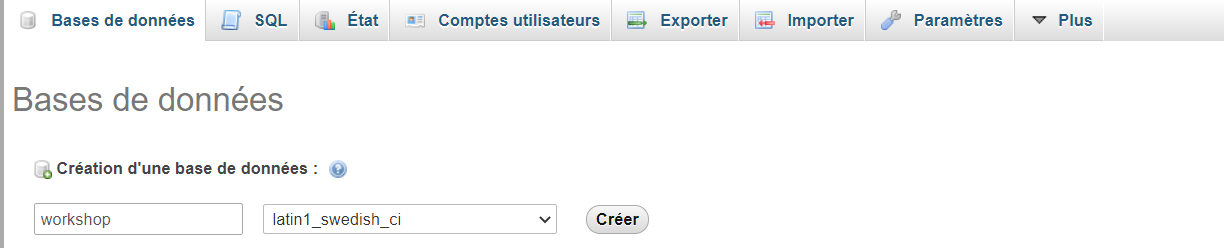 Bases de données SQL État Comptes utilisateurs Exporter Importer Paramètres Plus
Bases de données
Création d'une base de données :
workshop latin1_swedish_ci Créer